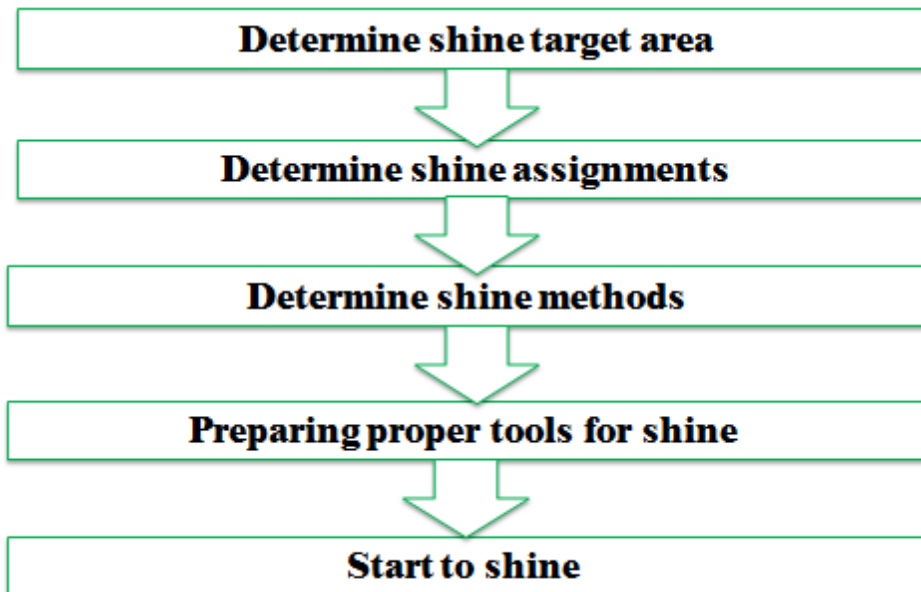 Determine shine target area
Determine shine assignments
Determine shine methods
Preparing proper tools for shine
Start to shine